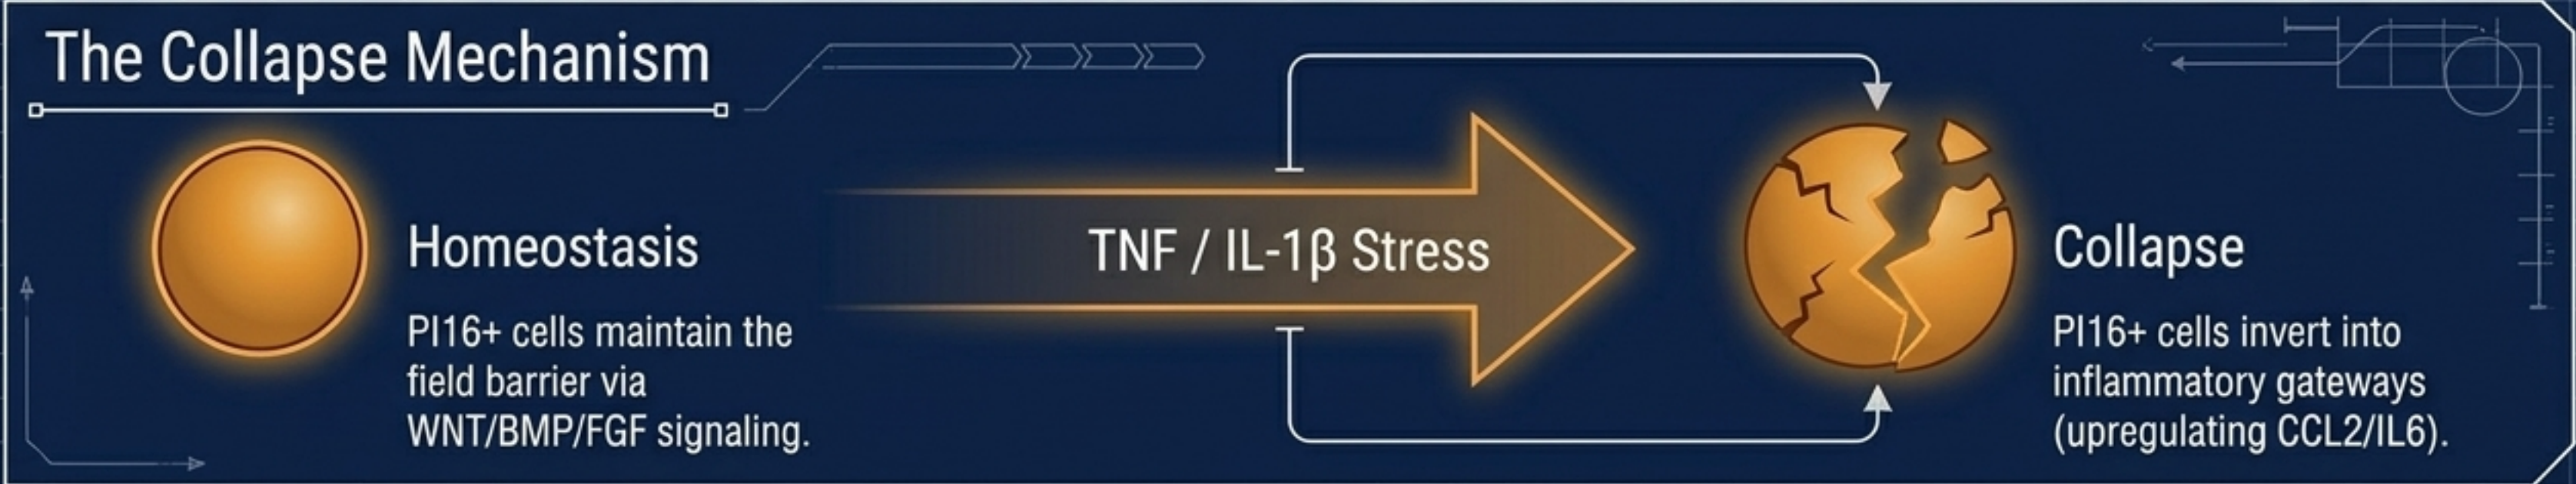 The Collapse Mechanism
Homeostasis
PI16+ cells maintain the
field barrier via
WNT/BMP/FGF signaling.
TNF / IL-1β Stress
Collapse
PI16+ cells invert into
inflammatory gateways
(upregulating CCL2/IL6).